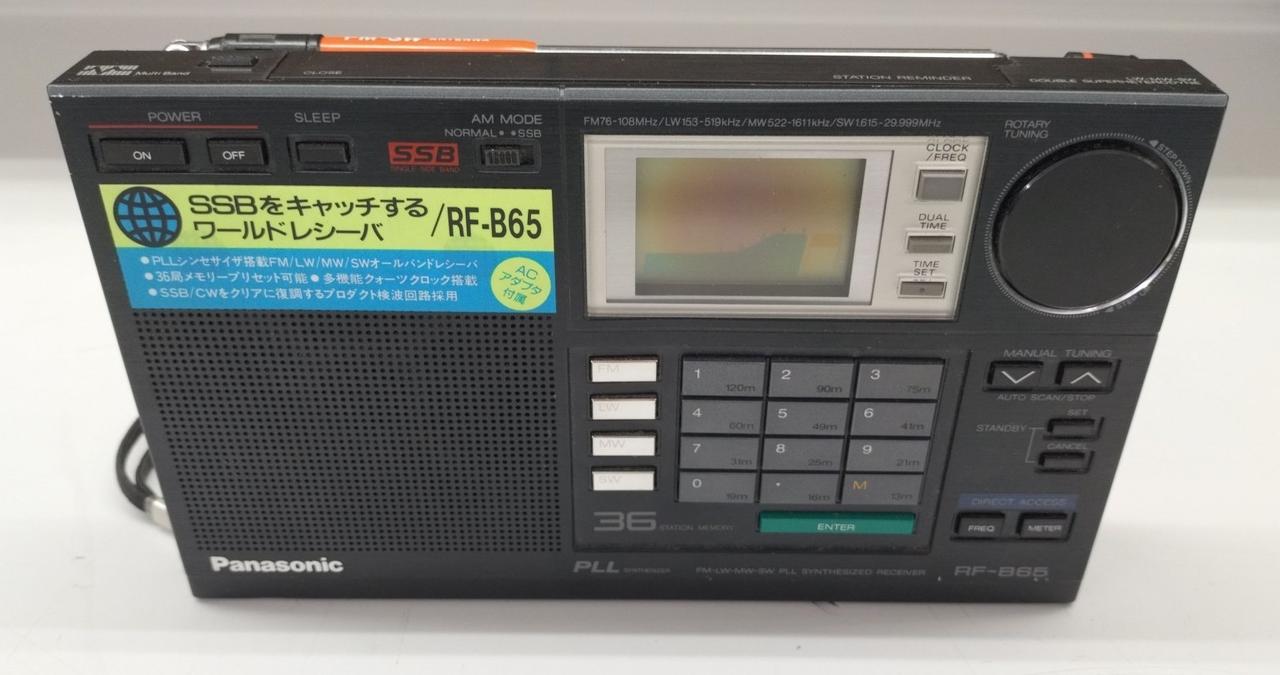 FM-SW ANTENNA
Multi Band
CLOSE
STATION REMINDER
LW-MW-SW
DOUBLE SUPERHETERODYNE
POWER
SLEEP
AM MODE
NORMAL SSB
ON
OFF
SSB
SINGLE SIDE BAND
FM76-108MHz/LW153-519kHz/MW522-1611kHz/SW1.615-29.999MHz
CLOCK
/FREQ
DUAL
TIME
TIME
SET
ROTARY
TUNING
STEP DOWN
SSBをキャッチする
ワールドレシーバ
/RF-B65
●PLLシンセサイザ搭載FM/LW/MW/SWオールバンドレシーバ
●36局メモリープリセット可能●多機能クォーツクロック搭載
●SSB/CWをクリアに復調するプロダクト検波回路採用
AC
アダプタ
付属
FM
LW
MW
SW
1 120m
2 90m
3 75m
4 60m
5 49m
6 41m
7 31m
8 25m
9 21m
0 19m
• 16m
M 13m
36 STATION MEMORY
ENTER
MANUAL TUNING
AUTO SCAN/STOP
STANDBY
SET
CANCEL
DIRECT ACCESS
FREQ
METER
Panasonic
PLL SYNTHESIZER
FM-LW-MW-SW PLL SYNTHESIZED RECEIVER
RF-B65